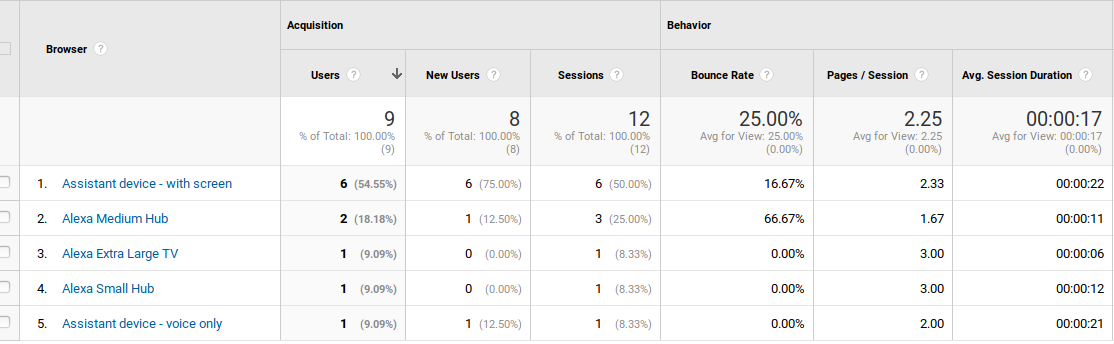 Acquisition Behavior
Browser ?
Users ? New Users ? Sessions ? Bounce Rate ? Pages / Session ? Avg. Session Duration ?
9 8 12 25.00% 2.25 00:00:17
% of Total: 100.00% % of Total: 100.00% % of Total: 100.00% Avg for View: 25.00% Avg for View: 2.25 Avg for View: 00:00:17
(9) (8) (12) (0.00%) (0.00%) (0.00%)
1. Assistant device - with screen 6 (54.55%) 6 (75.00%) 6 (50.00%) 16.67% 2.33 00:00:22
2. Alexa Medium Hub 2 (18.18%) 1 (12.50%) 3 (25.00%) 66.67% 1.67 00:00:11
3. Alexa Extra Large TV 1 (9.09%) 0 (0.00%) 1 (8.33%) 0.00% 3.00 00:00:06
4. Alexa Small Hub 1 (9.09%) 0 (0.00%) 1 (8.33%) 0.00% 3.00 00:00:12
5. Assistant device - voice only 1 (9.09%) 1 (12.50%) 1 (8.33%) 0.00% 2.00 00:00:21